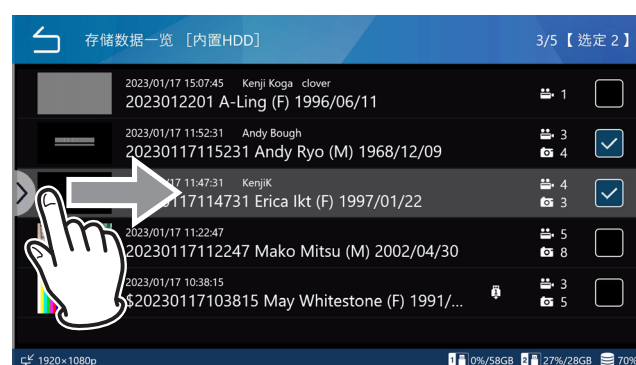 存储数据一览 [内置HDD]
3/5【 选定 2 】
2023/01/17 15:07:45 Kenji Koga clover
2023012201 A-Ling (F) 1996/06/11
1
2023/01/17 11:52:31 Andy Bough
20230117115231 Andy Ryo (M) 1968/12/09
3
4
/17 11:47:31 KenjiK
0117114731 Erica Ikt (F) 1997/01/22
4
3
2023/01/17 11:22:47
20230117112247 Mako Mitsu (M) 2002/04/30
5
8
2023/01/17 10:38:15
$20230117103815 May Whitestone (F) 1991/...
3
5
1920×1080p
1 0%/58GB 2 27%/28GB 70%